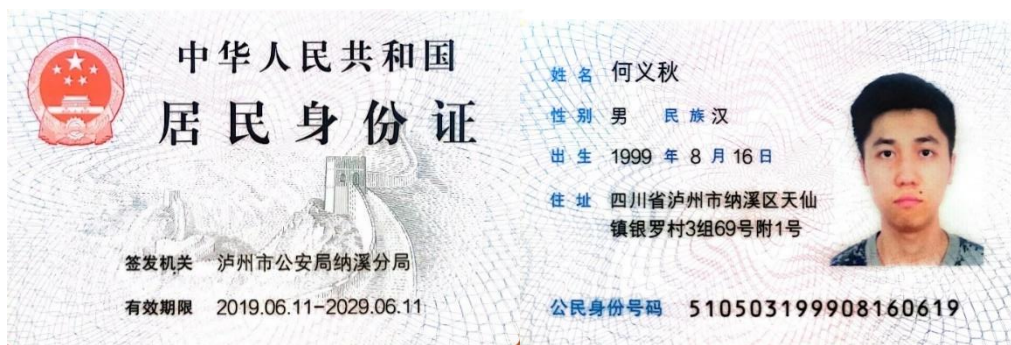 中华人民共和国
居民身份证
签发机关 泸州市公安局纳溪分局
有效期限 2019.06.11-2029.06.11
姓名 何义秋
性别 男 民族 汉
出生 1999 年 8 月 16 日
住址 四川省泸州市纳溪区天仙
镇银罗村3组69号附1号
公民身份号码 510503199908160619